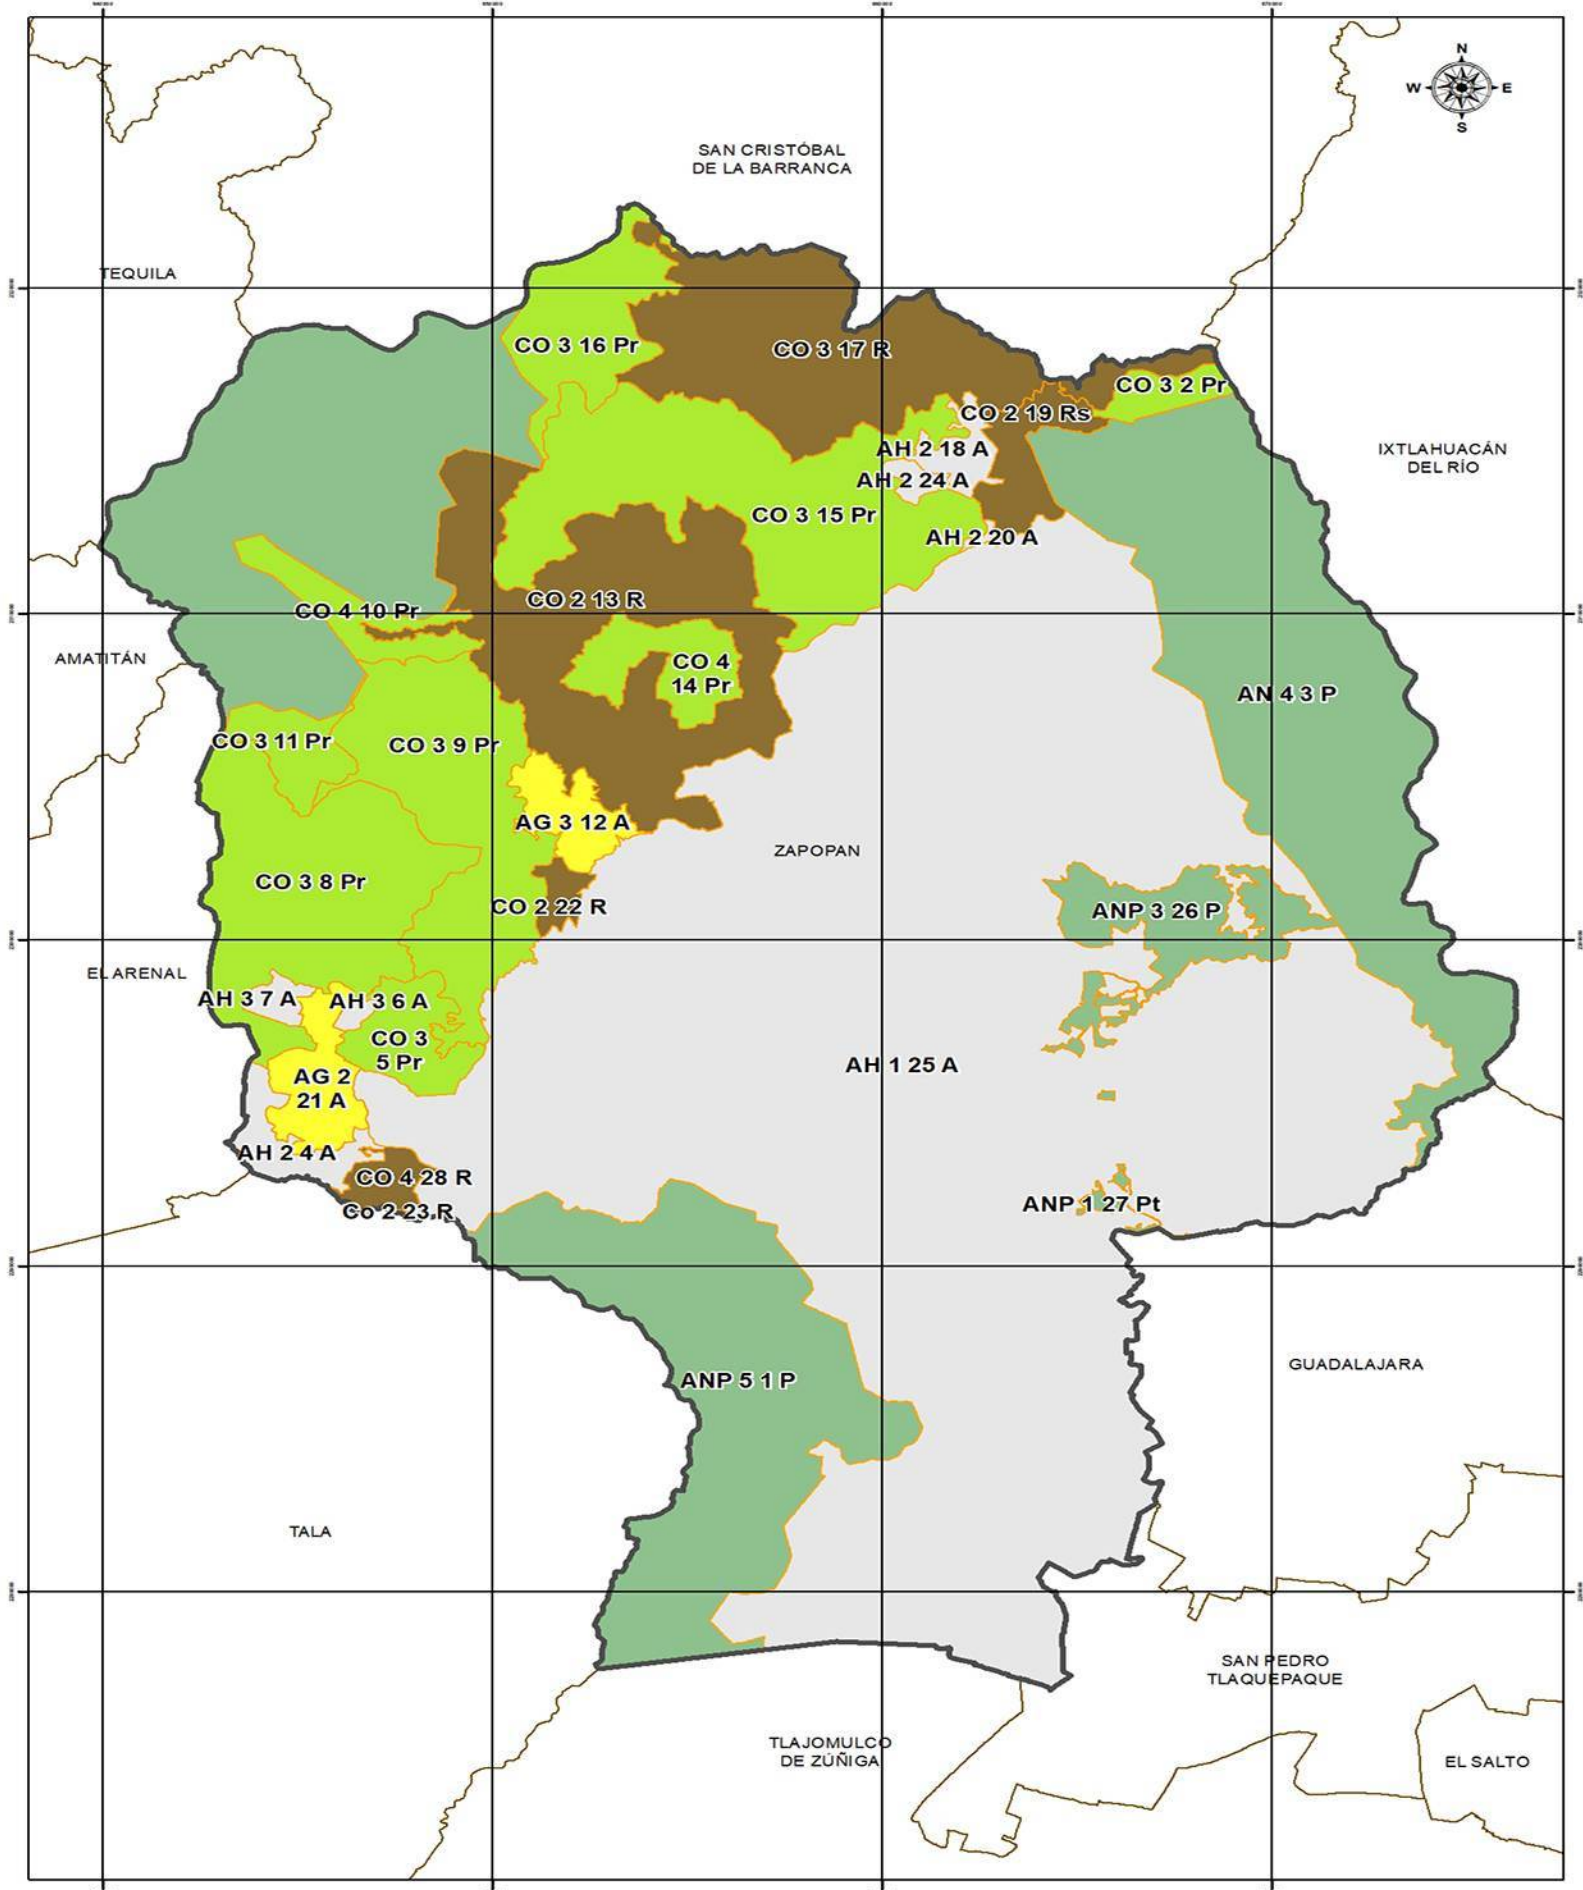 N
W E
S
SAN CRISTÓBAL
DE LA BARRANCA
TEQUILA
CO 3 16 Pr
CO 3 17 R
CO 3 2 Pr
CO 2 19 Rs
AH 2 18 A
IXTLAHUACÁN
DEL RÍO
AH 2 24 A
CO 3 15 Pr
AH 2 20 A
CO 2 13 R
CO 4 10 Pr
AMATITÁN
CO 4
14 Pr
AN 4 3 P
CO 3 11 Pr
CO 3 9 Pr
AG 3 12 A
ZAPOPAN
CO 3 8 Pr
CO 2 22 R
ANP 3 26 P
EL ARENAL
AH 3 7 A
AH 3 6 A
CO 3
5 Pr
AH 1 25 A
AG 2
21 A
AH 2 4 A
CO 4 28 R
Co 2 23 R
ANP 1 27 Pt
GUADALAJARA
ANP 5 1 P
TALA
SAN PEDRO
TLAQUEPAQUE
TLAJOMULCO
DE ZÚÑIGA
EL SALTO